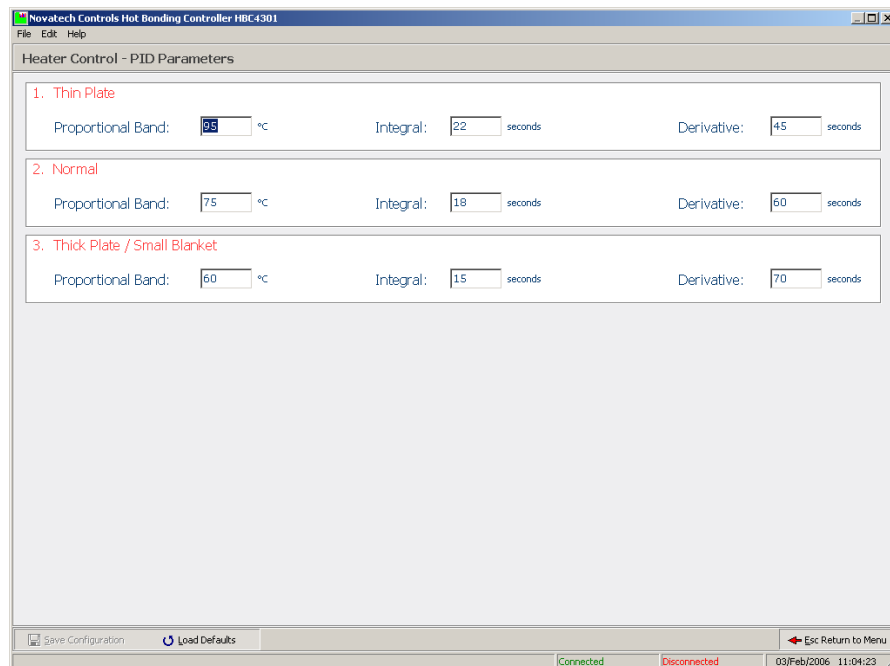 Novatech Controls Hot Bonding Controller HBC4301
File Edit Help
Heater Control - PID Parameters
1. Thin Plate
Proportional Band: 95 °C Integral: 22 seconds Derivative: 45 seconds
2. Normal
Proportional Band: 75 °C Integral: 18 seconds Derivative: 60 seconds
3. Thick Plate / Small Blanket
Proportional Band: 60 °C Integral: 15 seconds Derivative: 70 seconds
Save Configuration Load Defaults Esc Return to Menu
Connected Disconnected 03/Feb/2006 11:04:23